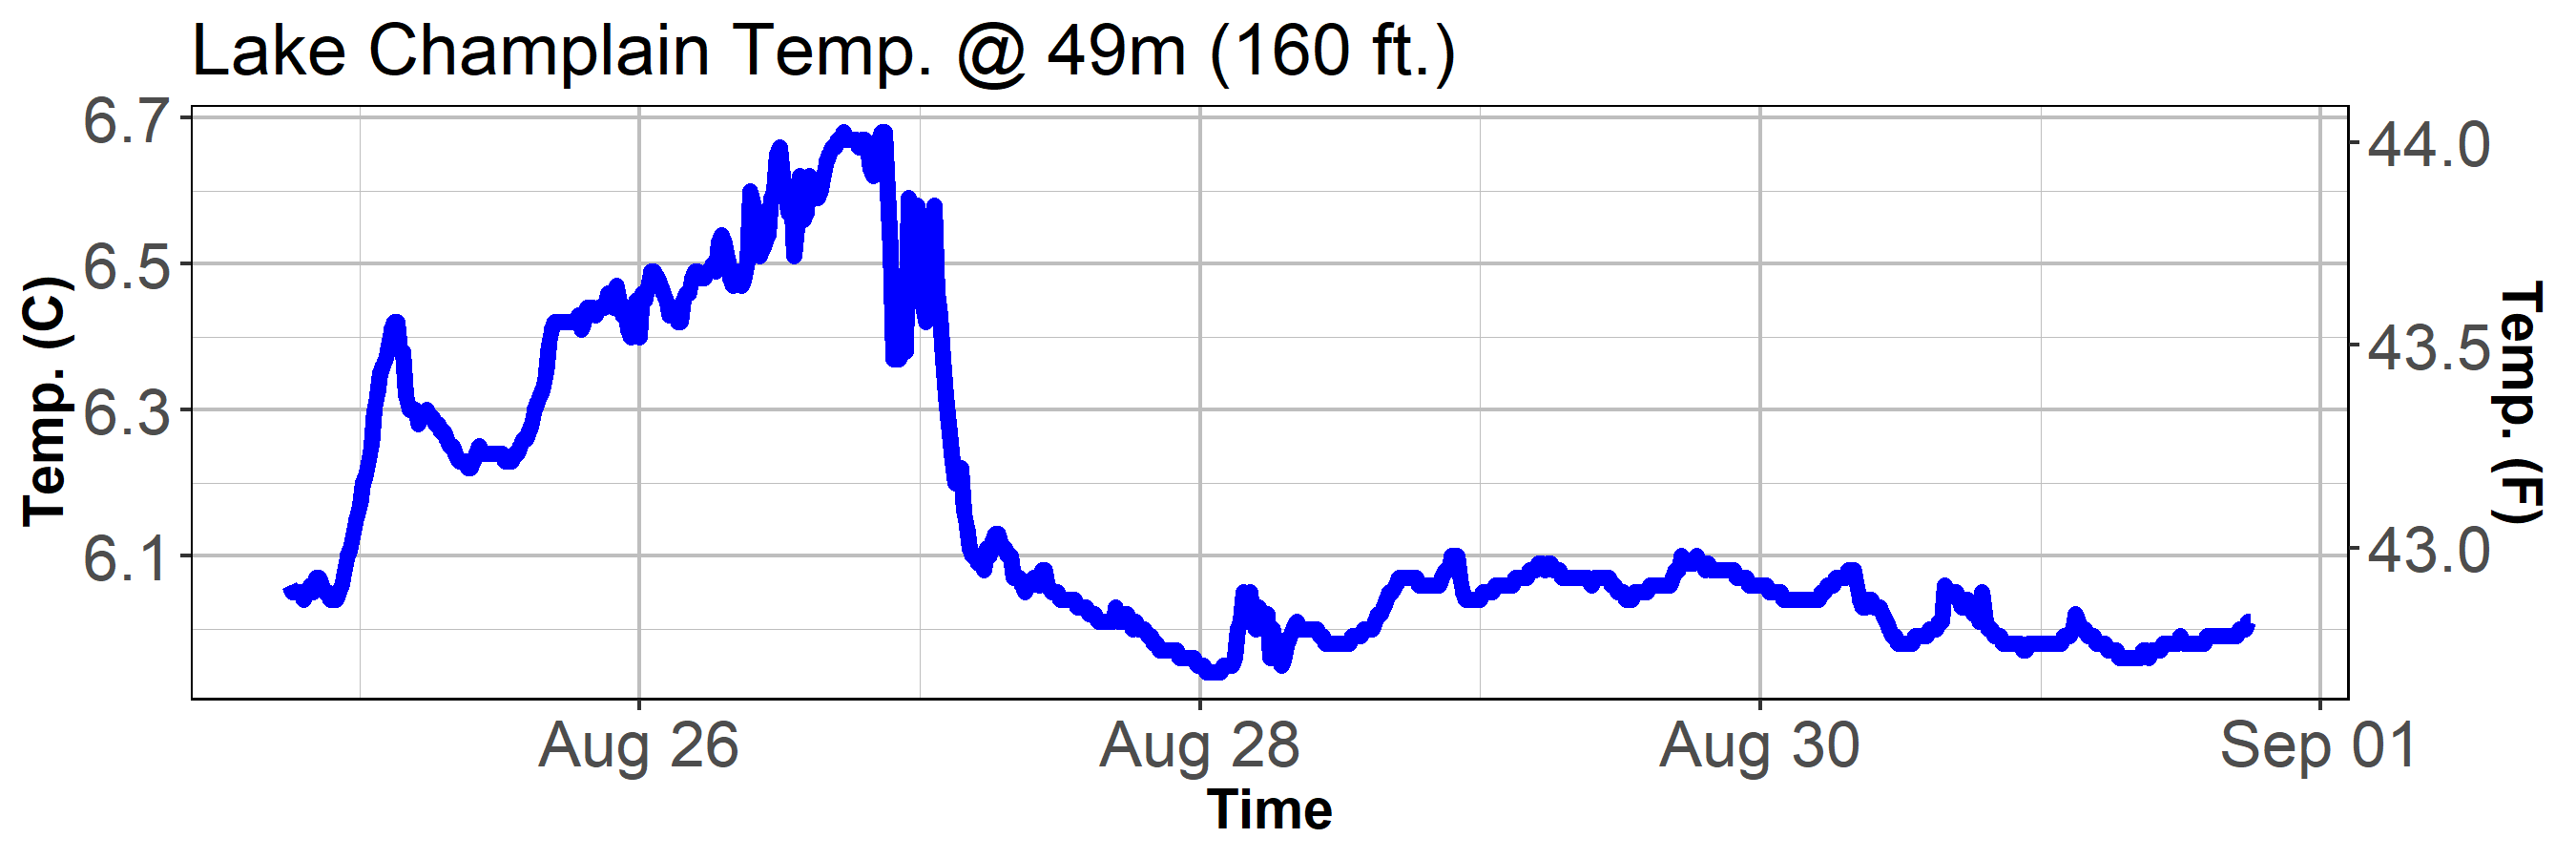 Lake Champlain Temp. @ 49m (160 ft.)
6.7
6.5
6.3
6.1
Temp. (C)
44.0
43.5
43.0
Temp. (F)
Aug 26
Aug 28
Aug 30
Sep 01
Time